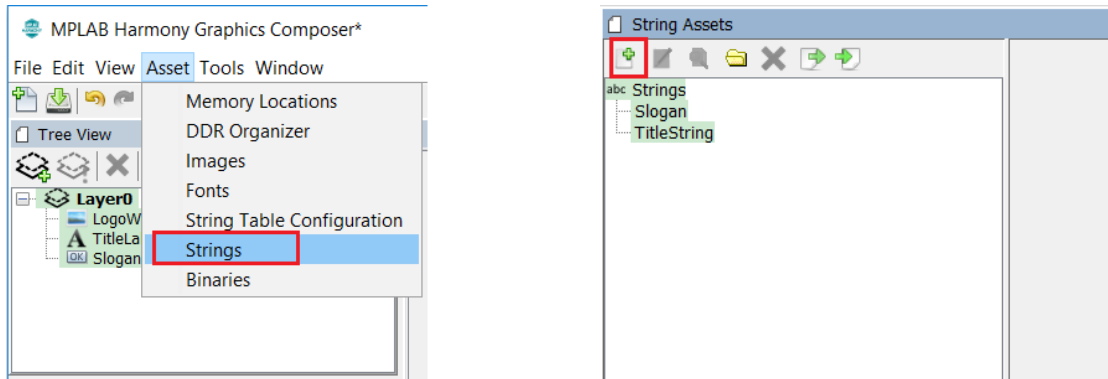 MPLAB Harmony Graphics Composer*
File Edit View Asset Tools Window
Memory Locations
DDR Organizer
Images
Fonts
String Table Configuration
Strings
Binaries
Tree View
Layer0
LogoW
TitleLa
OK Slogan
String Assets
abc Strings
Slogan
TitleString